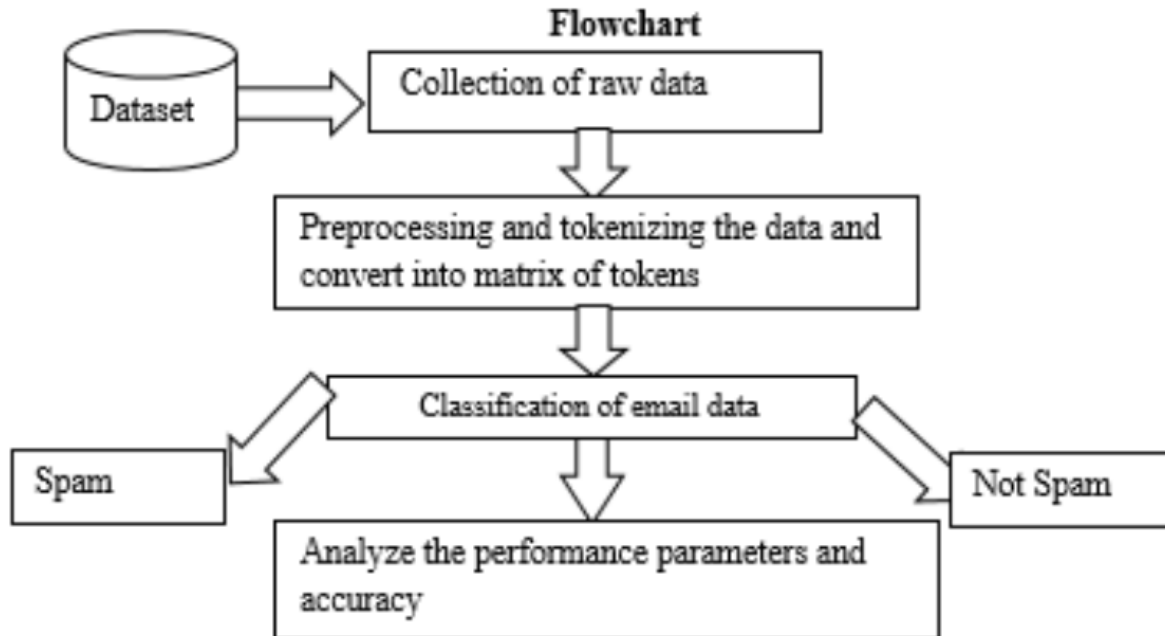 Flowchart
Dataset
Collection of raw data
Preprocessing and tokenizing the data and
convert into matrix of tokens
Classification of email data
Spam
Not Spam
Analyze the performance parameters and
accuracy